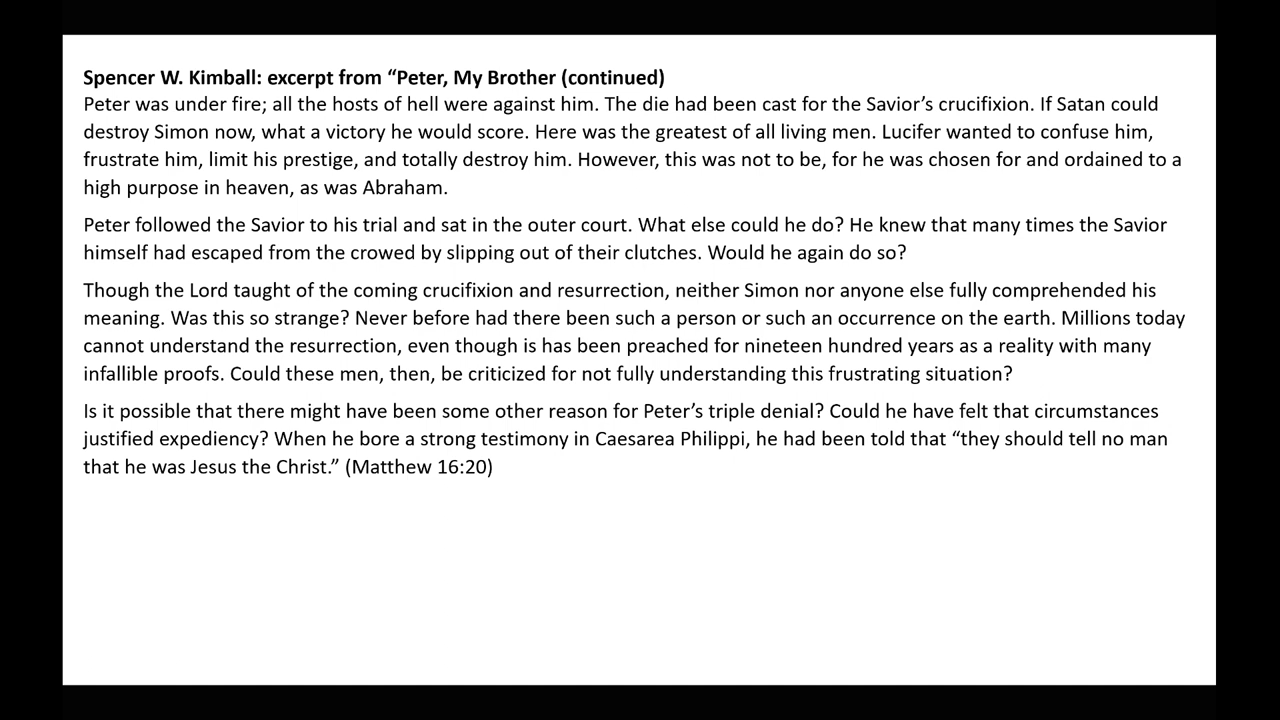 Spencer W. Kimball: excerpt from “Peter, My Brother (continued)
Peter was under fire; all the hosts of hell were against him. The die had been cast for the Savior’s crucifixion. If Satan could
destroy Simon now, what a victory he would score. Here was the greatest of all living men. Lucifer wanted to confuse him,
frustrate him, limit his prestige, and totally destroy him. However, this was not to be, for he was chosen for and ordained to a
high purpose in heaven, as was Abraham.
Peter followed the Savior to his trial and sat in the outer court. What else could he do? He knew that many times the Savior
himself had escaped from the crowed by slipping out of their clutches. Would he again do so?
Though the Lord taught of the coming crucifixion and resurrection, neither Simon nor anyone else fully comprehended his
meaning. Was this so strange? Never before had there been such a person or such an occurrence on the earth. Millions today
cannot understand the resurrection, even though is has been preached for nineteen hundred years as a reality with many
infallible proofs. Could these men, then, be criticized for not fully understanding this frustrating situation?
Is it possible that there might have been some other reason for Peter’s triple denial? Could he have felt that circumstances
justified expediency? When he bore a strong testimony in Caesarea Philippi, he had been told that “they should tell no man
that he was Jesus the Christ.” (Matthew 16:20)